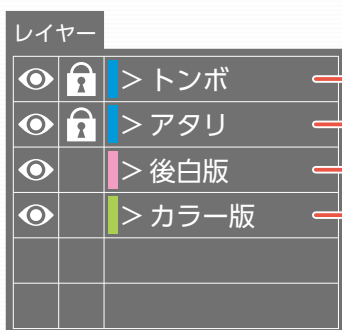 レイヤー
> トンボ
> アタリ
> 後白版
> カラー版